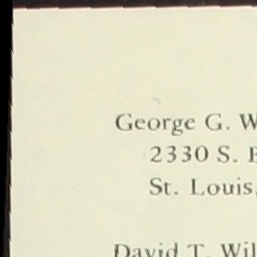 George G. W
2330 S.
St. Louis,
David T. Wil